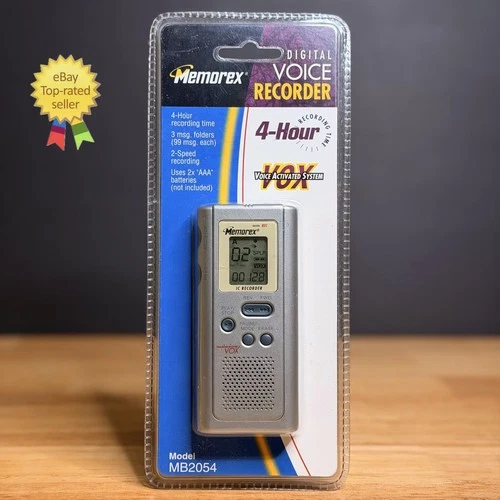 eBay
Top-rated
seller
DIGITAL
Memorex®
VOICE
RECORDER
4-Hour
recording time
3 msg. folders
(99 msg. each)
2-Speed
recording
Uses 2x "AAA"
batteries
(not included)
4-Hour
RECORDING TIME
VOX
VOICE ACTIVATED SYSTEM
REC
Memorex®
A
02
00128
IC RECORDER
VOX
Model
MB2054